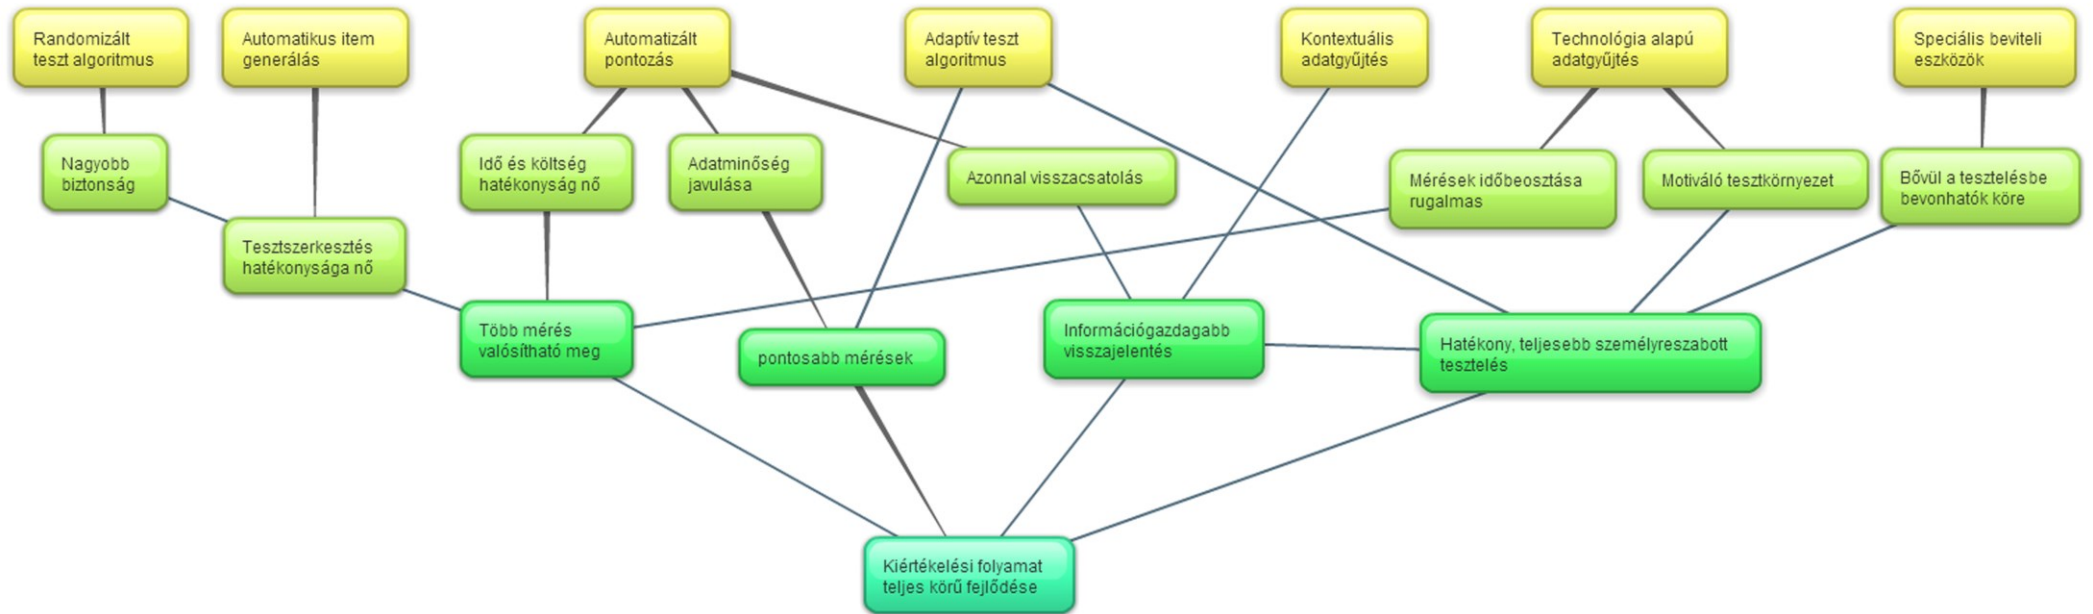 Randomizált
teszt algoritmus
Automatikus item
generálás
Automatizált
pontozás
Adaptív teszt
algoritmus
Kontextuális
adatgyűjtés
Technológia alapú
adatgyűjtés
Speciális beviteli
eszközök
Nagyobb
biztonság
Idő és költség
hatékonyság nő
Adatminőség
javulása
Azonnal visszacsatolás
Mérések időbeosztása
rugalmas
Motiváló tesztkörnyezet
Bővül a tesztelésbe
bevonhatók köre
Tesztszerkesztés
hatékonysága nő
Több mérés
valósítható meg
pontosabb mérések
Információgazdagabb
visszajelentés
Hatékony, teljesebb személyreszabott
tesztelés
Kiértékelési folyamat
teljes körű fejlődése